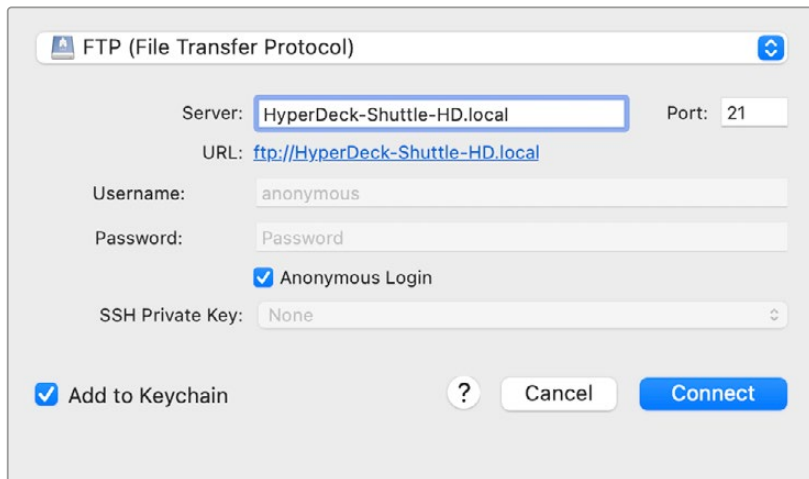 FTP (File Transfer Protocol)
Server: HyperDeck-Shuttle-HD.local Port: 21
URL: ftp://HyperDeck-Shuttle-HD.local
Username: anonymous
Password: Password
Anonymous Login
SSH Private Key: None
Add to Keychain ? Cancel Connect